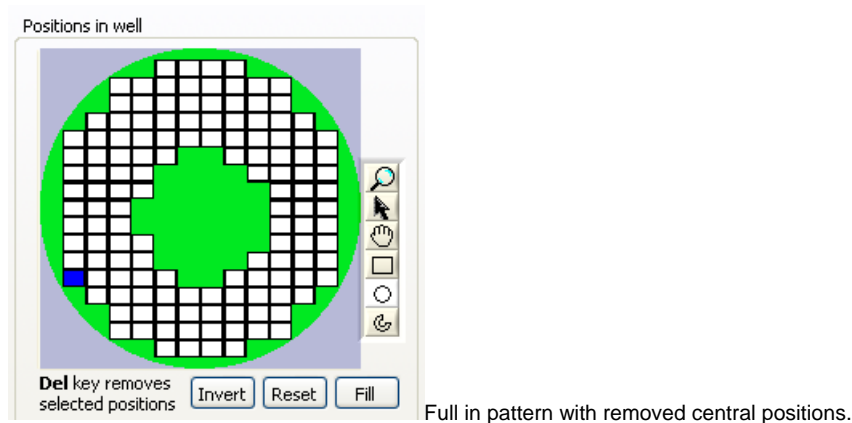 Positions in well
Del key removes
selected positions
Invert Reset Fill
Full in pattern with removed central positions.